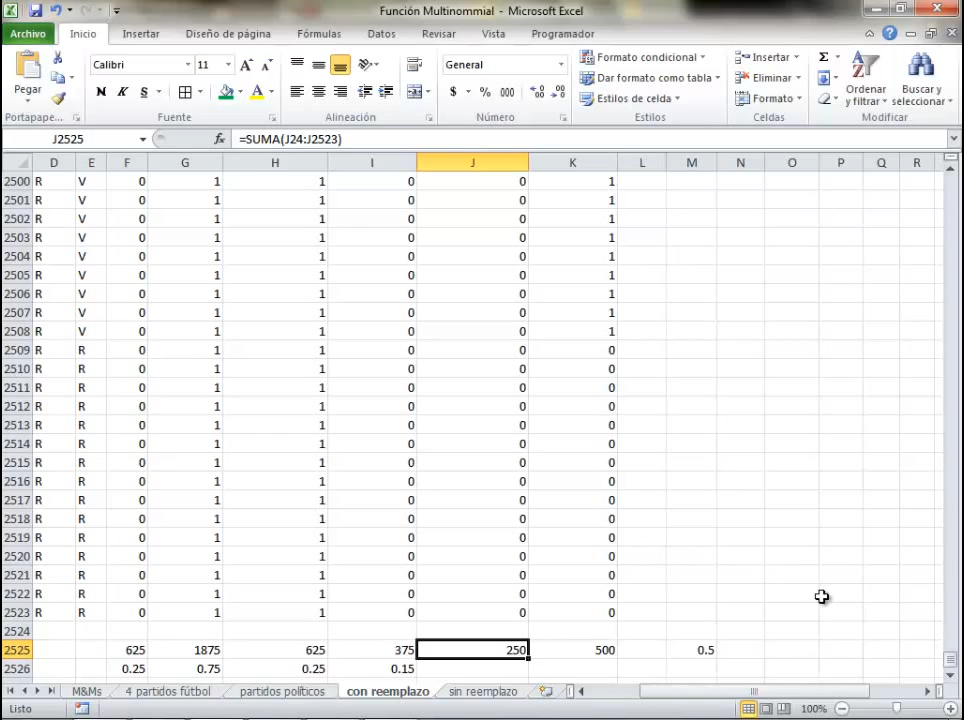 Función Multinommial - Microsoft Excel
Archivo Inicio Insertar Diseño de página Fórmulas Datos Revisar Vista Programador
Pegar
Portapape...
Calibri 11
N K S
Fuente
Alineación
General
$ % 000
Número
Formato condicional
Dar formato como tabla
Estilos de celda
Estilos
Insertar
Eliminar
Formato
Celdas
Σ
Ordenar y filtrar
Buscar y seleccionar
Modificar
J2525 fx =SUMA(J24:J2523)
D E F G H I J K L M N O P Q R
2500 R V 0 1 1 0 0 1
2501 R V 0 1 1 0 0 1
2502 R V 0 1 1 0 0 1
2503 R V 0 1 1 0 0 1
2504 R V 0 1 1 0 0 1
2505 R V 0 1 1 0 0 1
2506 R V 0 1 1 0 0 1
2507 R V 0 1 1 0 0 1
2508 R V 0 1 1 0 0 1
2509 R R 0 1 1 0 0 0
2510 R R 0 1 1 0 0 0
2511 R R 0 1 1 0 0 0
2512 R R 0 1 1 0 0 0
2513 R R 0 1 1 0 0 0
2514 R R 0 1 1 0 0 0
2515 R R 0 1 1 0 0 0
2516 R R 0 1 1 0 0 0
2517 R R 0 1 1 0 0 0
2518 R R 0 1 1 0 0 0
2519 R R 0 1 1 0 0 0
2520 R R 0 1 1 0 0 0
2521 R R 0 1 1 0 0 0
2522 R R 0 1 1 0 0 0
2523 R R 0 1 1 0 0 0
2524
2525 625 1875 625 375 250 500 0.5
2526 0.25 0.75 0.25 0.15
M&Ms 4 partidos fútbol partidos políticos con reemplazo sin reemplazo
Listo 100%